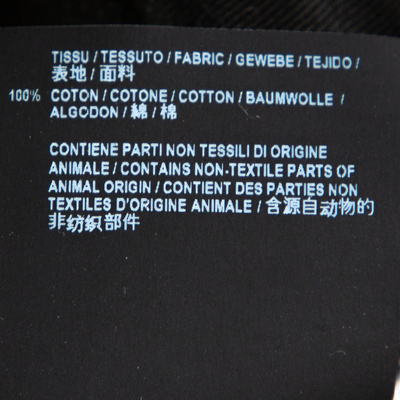 TISSU / TESSUTO / FABRIC / GEWEBE / TEJIDO /
表地 / 面料
100% COTON / COTONE / COTTON / BAUMWOLLE /
ALGODON / 綿 / 棉
CONTIENE PARTI NON TESSILI DI ORIGINE
ANIMALE / CONTAINS NON-TEXTILE PARTS OF
ANIMAL ORIGIN / CONTIENT DES PARTIES NON
TEXTILES D'ORIGINE ANIMALE / 含源自动物的
非纺织部件